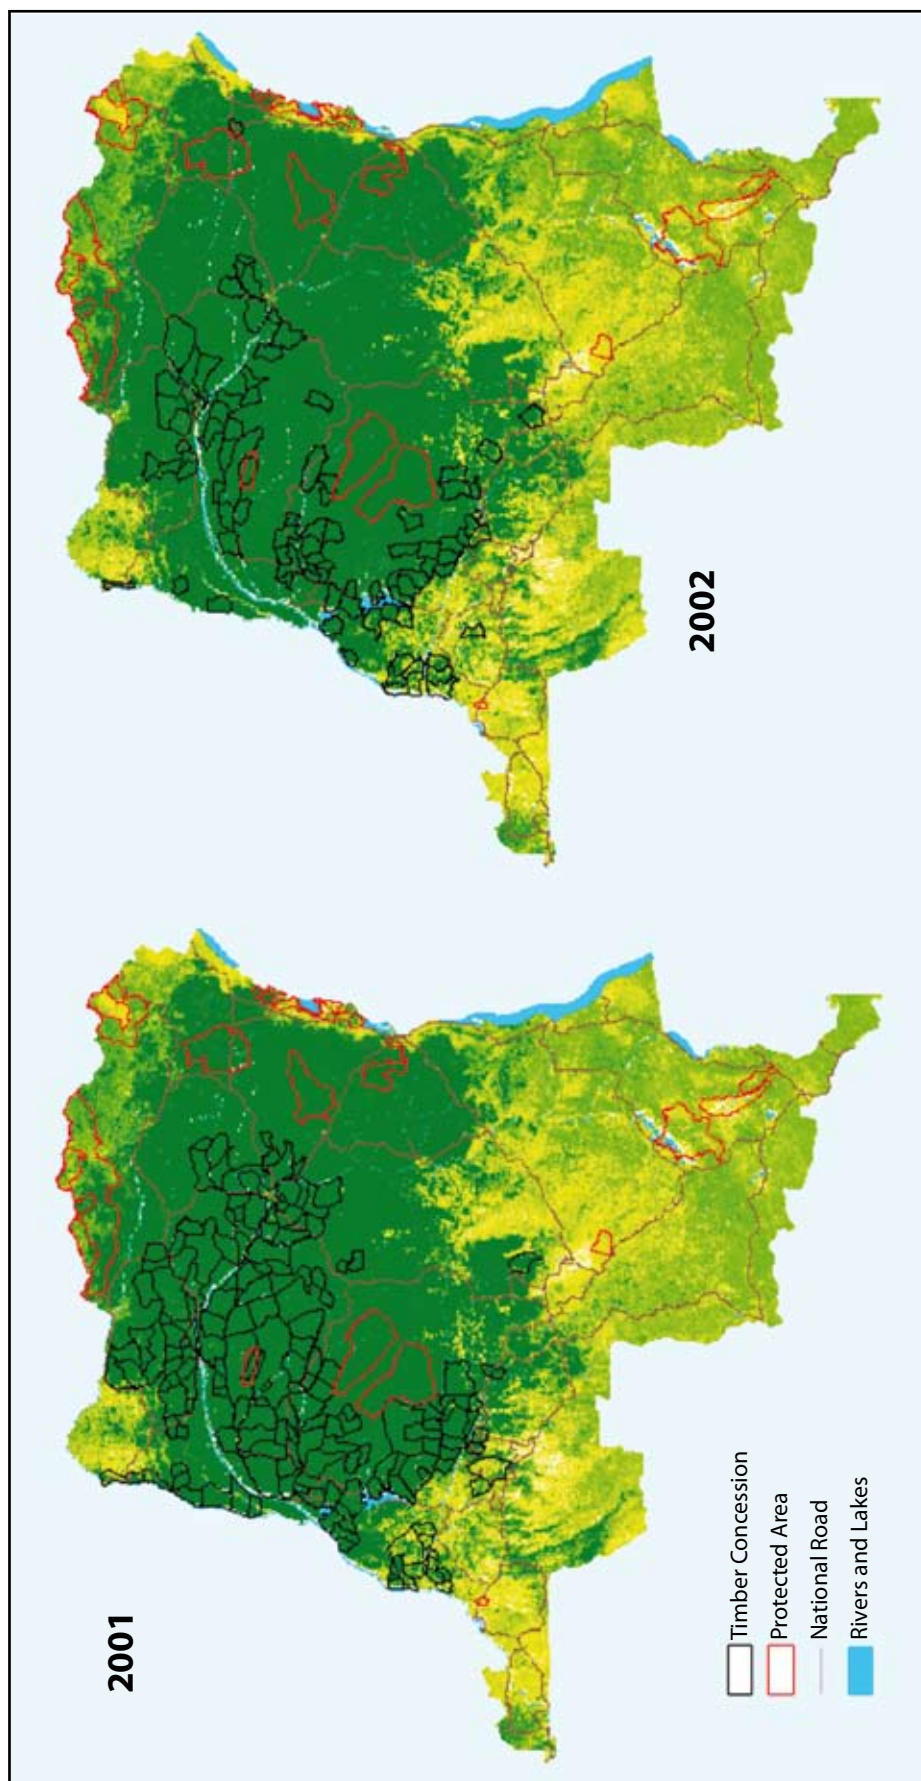 2001
2002
Timber Concession
Protected Area
National Road
Rivers and Lakes